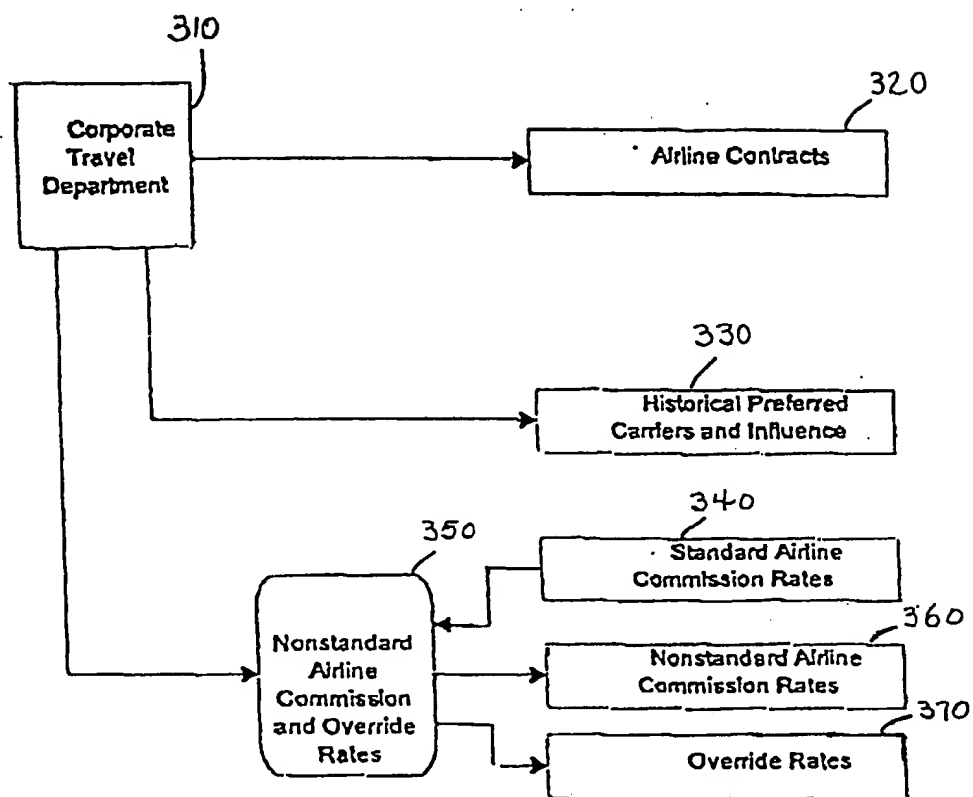 310
Corporate
Travel
Department
320
Airline Contracts
330
Historical Preferred
Carriers and Influence
340
Standard Airline
Commission Rates
350
Nonstandard
Airline
Commission
and Override
Rates
360
Nonstandard Airline
Commission Rates
370
Override Rates